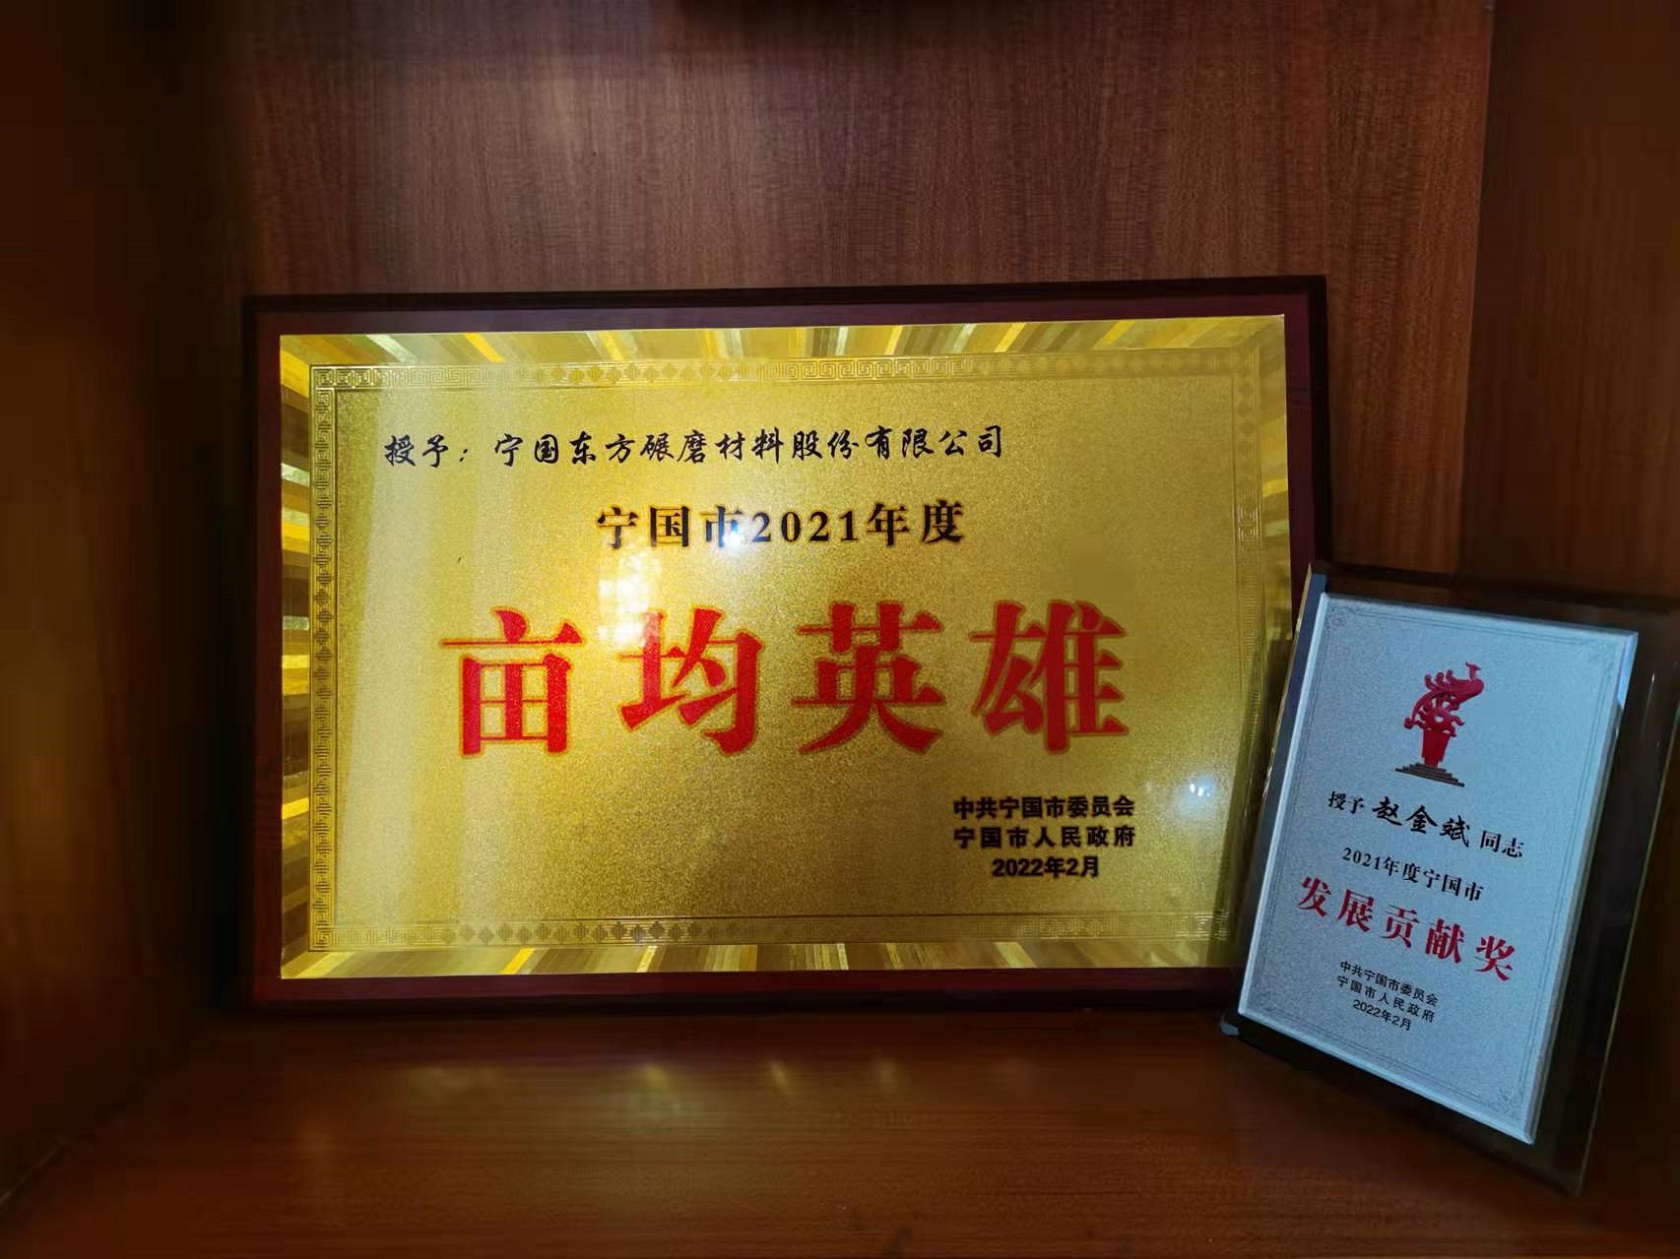 授予：宁国东方碾磨材料股份有限公司
宁国市2021年度
亩均英雄
中共宁国市委员会
宁国市人民政府
2022年2月
授予 赵金斌 同志
2021年度宁国市
发展贡献奖
中共宁国市委员会
宁国市人民政府
2022年2月